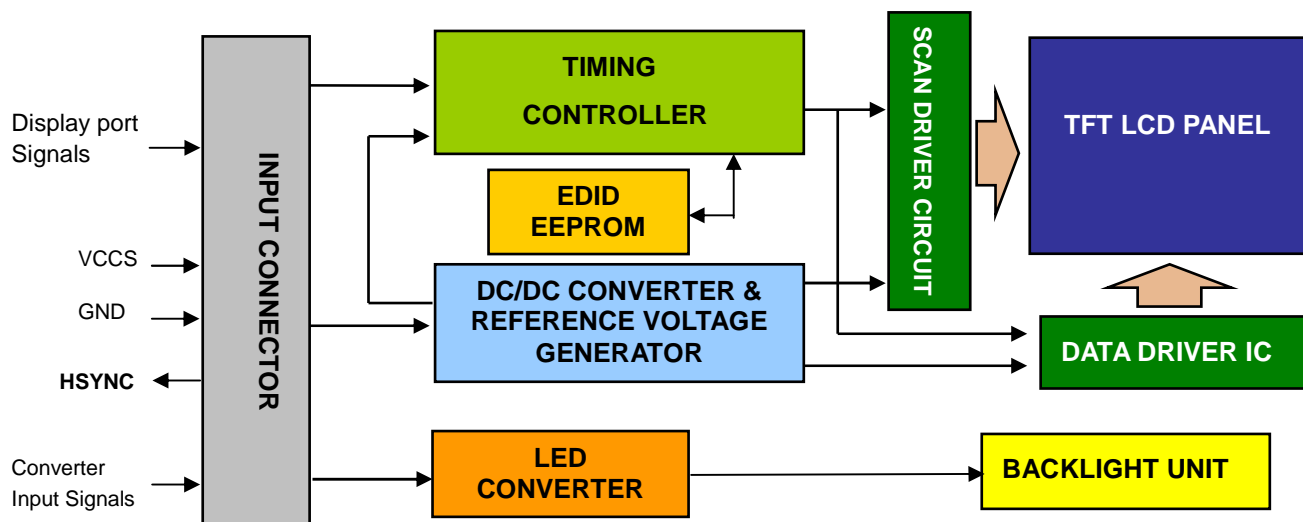 Display port
Signals
VCCS
GND
HSYNC
Converter
Input Signals
INPUT CONNECTOR
TIMING
CONTROLLER
EDID
EEPROM
DC/DC CONVERTER &
REFERENCE VOLTAGE
GENERATOR
LED
CONVERTER
SCAN DRIVER CIRCUIT
TFT LCD PANEL
DATA DRIVER IC
BACKLIGHT UNIT